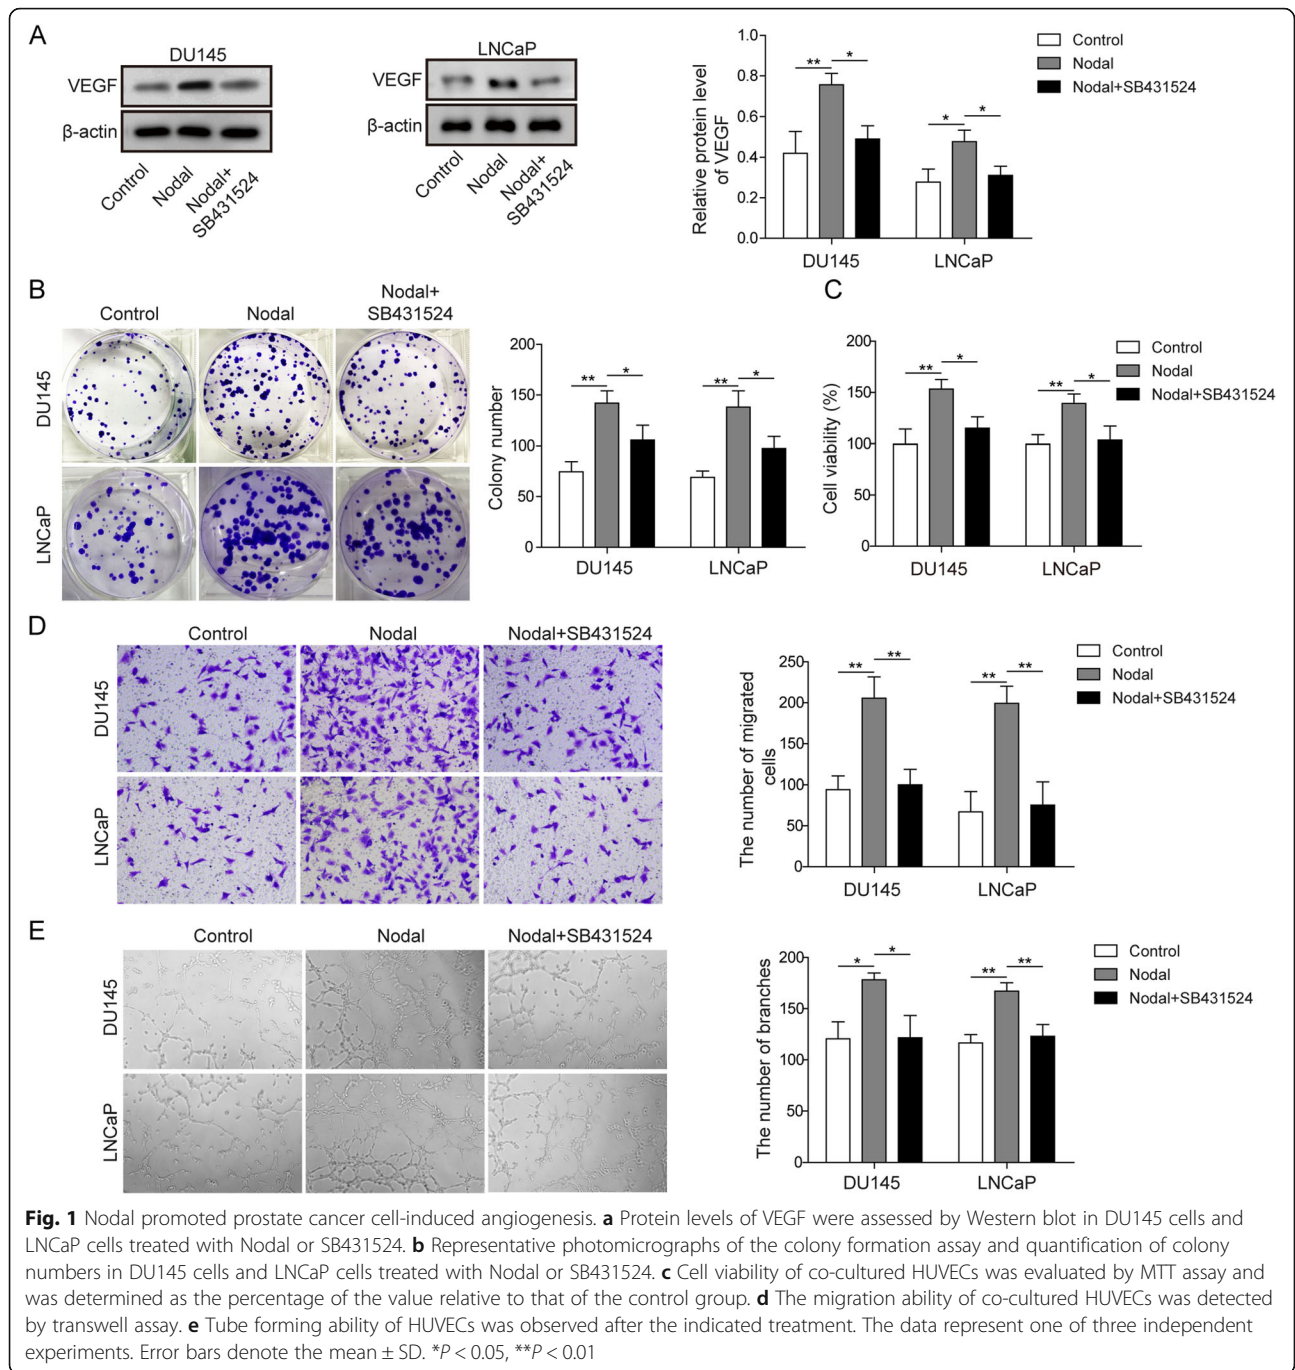 A
DU145
VEGF
β-actin
Control
Nodal
Nodal+
SB431524
LNCaP
VEGF
β-actin
Control
Nodal
Nodal+
SB431524
Relative protein level
of VEGF
1.0
0.8
0.6
0.4
0.2
0.0
** *
* *
DU145 LNCaP
Control
Nodal
Nodal+SB431524
B
Control Nodal Nodal+
SB431524
DU145
LNCaP
Colony number
200
150
100
50
0
** * ** *
DU145 LNCaP
C
Cell viability (%)
200
150
100
50
0
** * ** *
DU145 LNCaP
Control
Nodal
Nodal+SB431524
D
Control Nodal Nodal+SB431524
DU145
LNCaP
The number of migrated
cells
250
200
150
100
50
0
** ** ** **
DU145 LNCaP
Control
Nodal
Nodal+SB431524
E
Control Nodal Nodal+SB431524
DU145
LNCaP
The number of branches
200
150
100
50
0
* * ** **
DU145 LNCaP
Control
Nodal
Nodal+SB431524
Fig. 1 Nodal promoted prostate cancer cell-induced angiogenesis. a Protein levels of VEGF were assessed by Western blot in DU145 cells and
LNCaP cells treated with Nodal or SB431524. b Representative photomicrographs of the colony formation assay and quantification of colony
numbers in DU145 cells and LNCaP cells treated with Nodal or SB431524. c Cell viability of co-cultured HUVECs was evaluated by MTT assay and
was determined as the percentage of the value relative to that of the control group. d The migration ability of co-cultured HUVECs was detected
by transwell assay. e Tube forming ability of HUVECs was observed after the indicated treatment. The data represent one of three independent
experiments. Error bars denote the mean ± SD. *P < 0.05, **P < 0.01